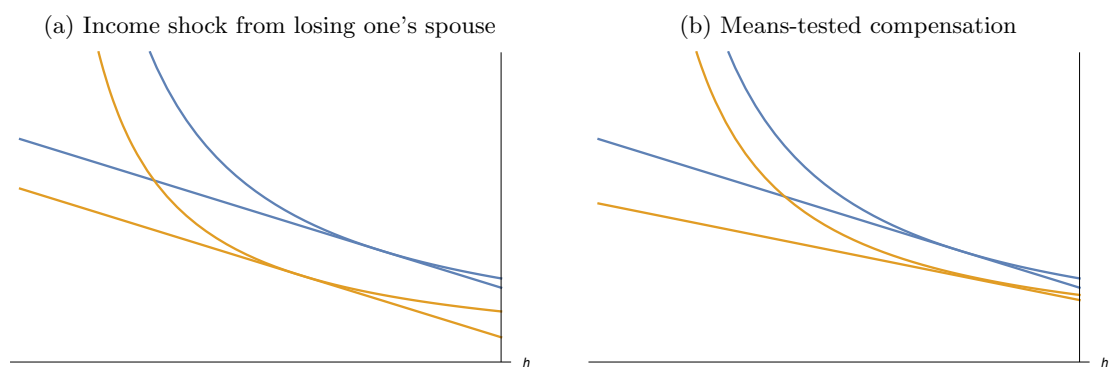 (a) Income shock from losing one's spouse
(b) Means-tested compensation
h
h